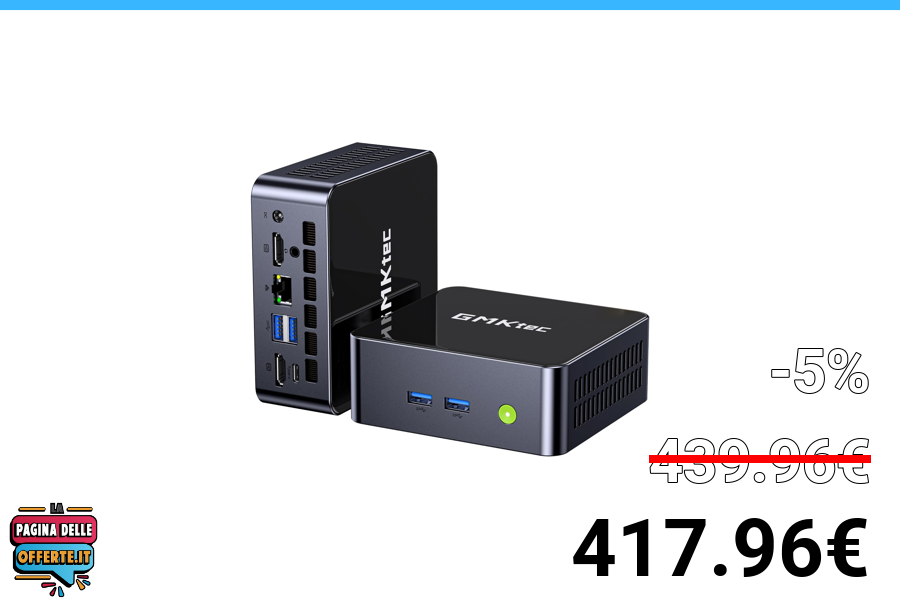 GMKtec
GMKtec
-5%
439.96€
417.96€
LA
PAGINA DELLE
OFFERTE.IT